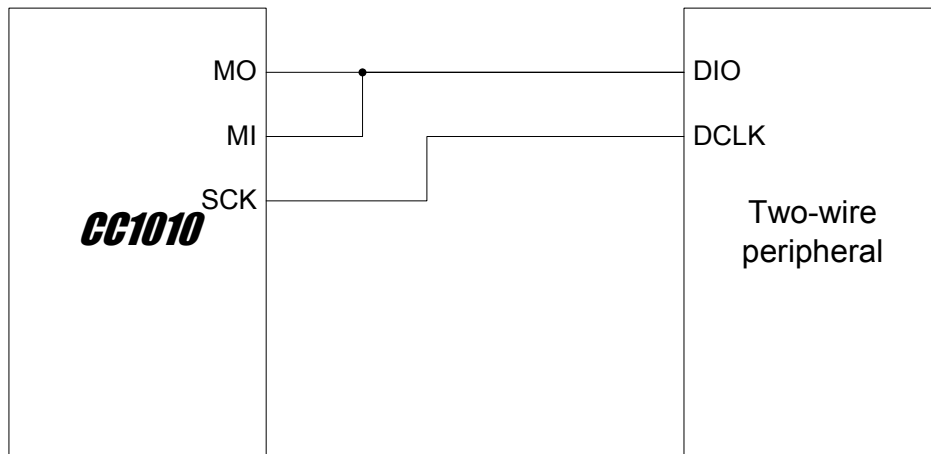 MO
DIO
MI
DCLK
SCK
CC1010
Two-wire
peripheral